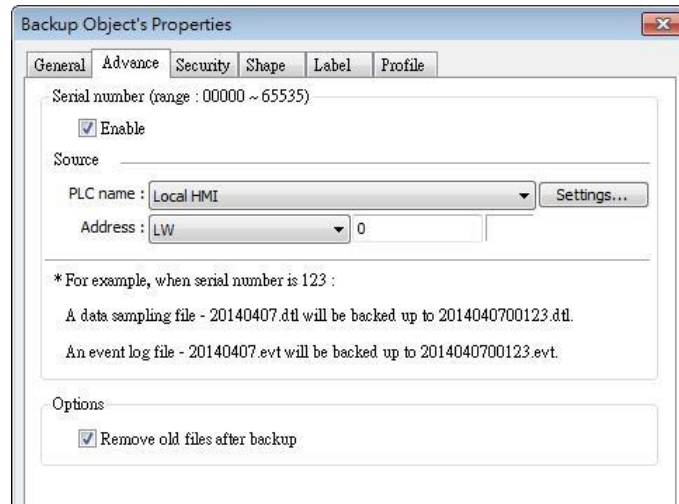 Backup Object's Properties
General Advance Security Shape Label Profile
Serial number (range : 00000 ~ 65535)
Enable
Source
PLC name : Local HMI Settings...
Address : LW 0
* For example, when serial number is 123 :
A data sampling file - 20140407.dtl will be backed up to 2014040700123.dtl.
An event log file - 20140407.evt will be backed up to 2014040700123.evt.
Options
Remove old files after backup